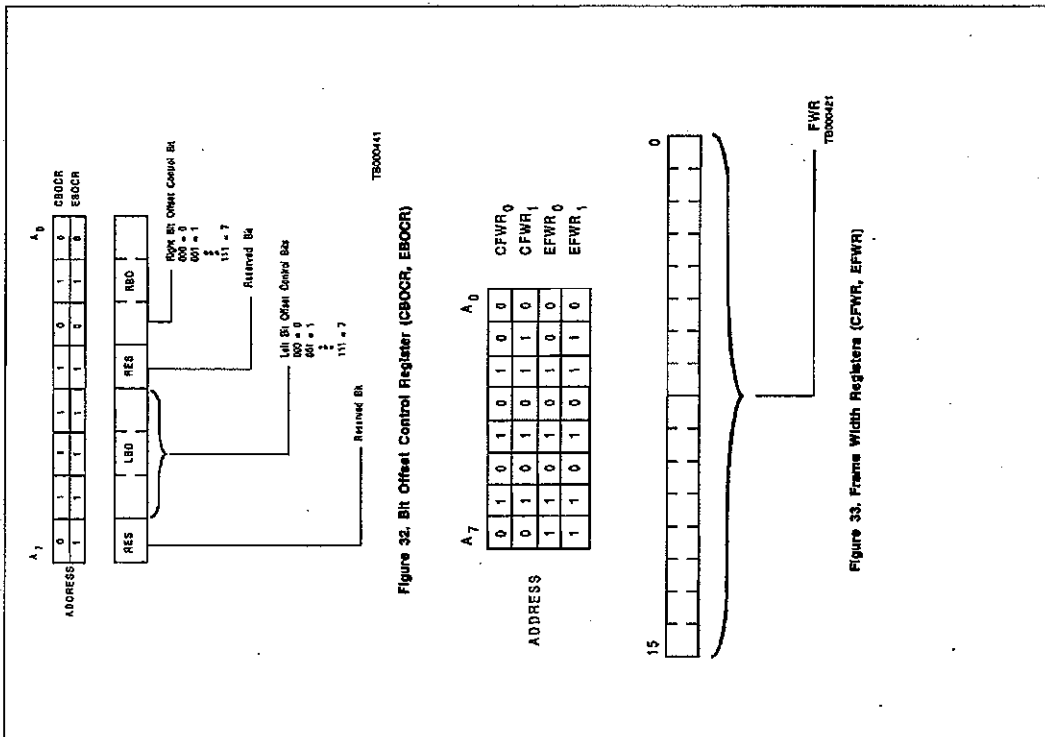 A7 A0
ADDRESS
0 1 1 1 1 0 1 0 CBOCR
1 1 1 1 1 0 1 0 EBOCR
RES LBO RES RBO
Right Bit Offset Control Bit
000 = 0
001 = 1
111 = 7
Reserved Bit
Left Bit Offset Control Bits
000 = 0
001 = 1
111 = 7
Reserved Bit
TB000441
Figure 32. Bit Offset Control Register (CBOCR, EBOCR)
A7 A0
ADDRESS
0 1 0 1 0 1 0 0 CFWR0
0 1 0 1 0 1 1 0 CFWR1
1 1 0 1 0 1 0 0 EFWR0
1 1 0 1 0 1 1 0 EFWR1
15 0
FWR
TB000421
Figure 33. Frame Width Registers (CFWR, EFWR)